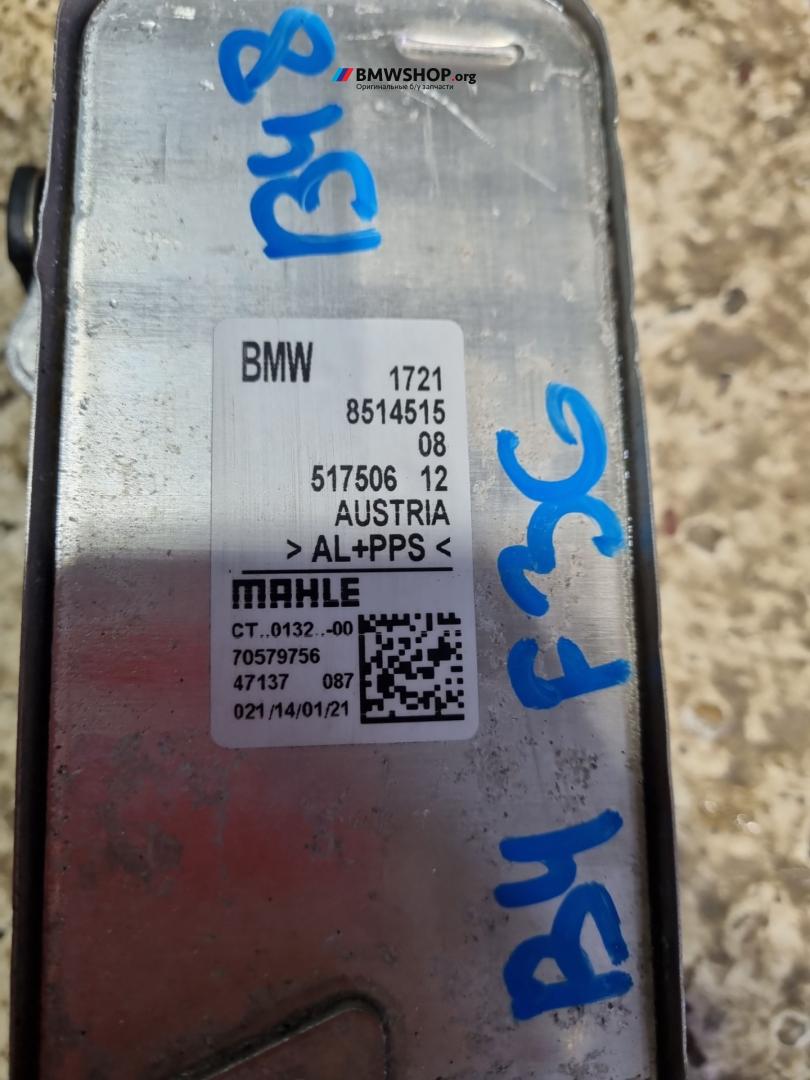 B48
BMWSHOP.org
Оригинальные б/у запчасти
BMW 1721
8514515
08
517506 12
AUSTRIA
> AL+PPS <
MAHLE
CT..0132..-00
70579756
47137 087
021/14/01/21
B4 F3C